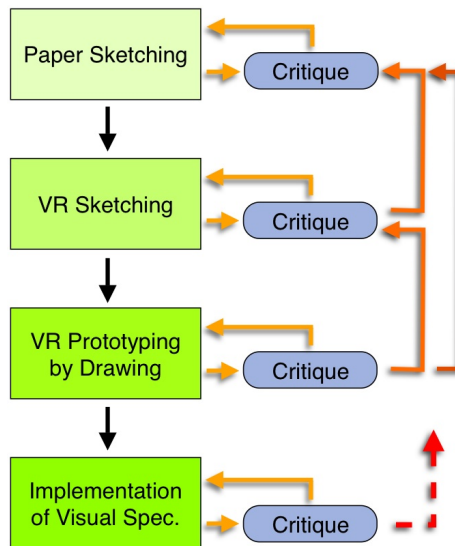 Paper Sketching
Critique
VR Sketching
Critique
VR Prototyping
by Drawing
Critique
Implementation
of Visual Spec.
Critique